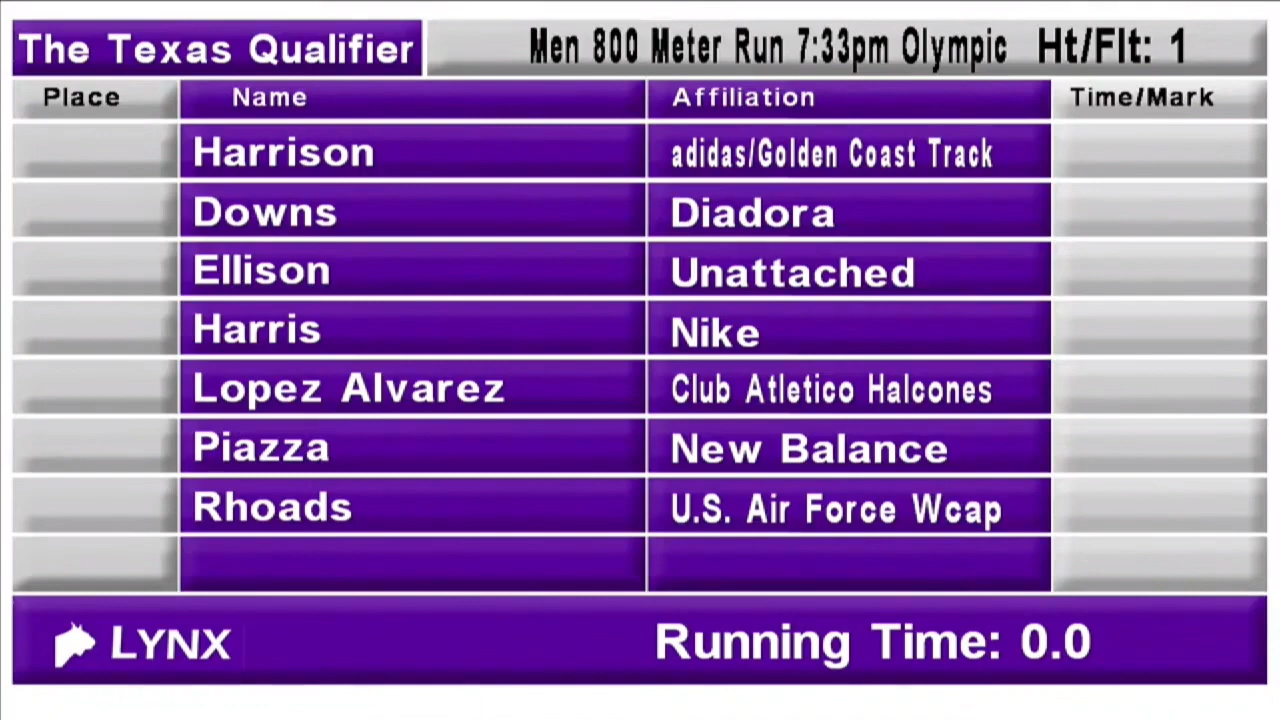 The Texas Qualifier Men 800 Meter Run 7:33pm Olympic Ht/Flt: 1
Place Name Affiliation Time/Mark
Harrison adidas/Golden Coast Track
Downs Diadora
Ellison Unattached
Harris Nike
Lopez Alvarez Club Atletico Halcones
Piazza New Balance
Rhoads U.S. Air Force Wcap
LYNX Running Time: 0.0